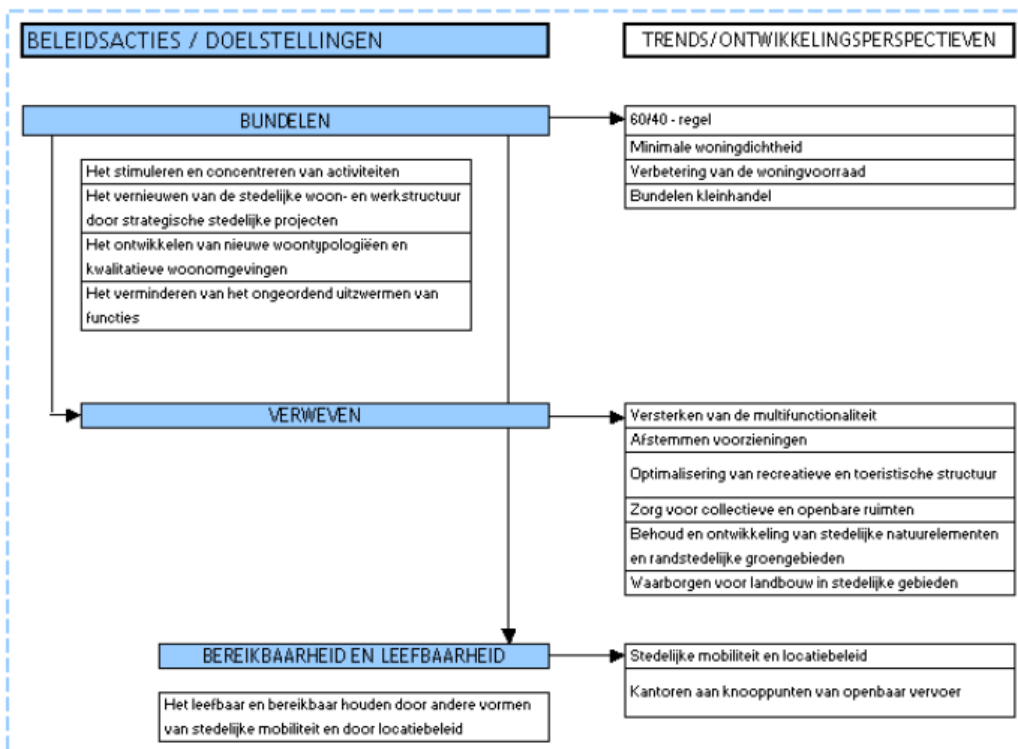 BELEIDSACTIES / DOELSTELLINGEN
TRENDS/ONTWIKKELINGSPERSPECTIEVEN
BUNDELEN
60/40 - regel
Minimale woningdichtheid
Verbetering van de woningvoorraad
Bundelen kleinhandel
Het stimuleren en concentreren van activiteiten
Het vernieuwen van de stedelijke woon- en werkstructuur
door strategische stedelijke projecten
Het ontwikkelen van nieuwe woontypologiëen en
kwalitatieve woonomgevingen
Het verminderen van het ongeordend uitzwermen van
functies
VERWEVEN
Versterken van de multifunctionaliteit
Afstemmen voorzieningen
Optimalisering van recreatieve en toeristische structuur
Zorg voor collectieve en openbare ruimten
Behoud en ontwikkeling van stedelijke natuurelementen
en randstedelijke groengebieden
Waarborgen voor landbouw in stedelijke gebieden
BEREIKBAARHEID EN LEEFBAARHEID
Stedelijke mobiliteit en locatiebeleid
Kantoren aan knooppunten van openbaar vervoer
Het leefbaar en bereikbaar houden door andere vormen
van stedelijke mobiliteit en door locatiebeleid